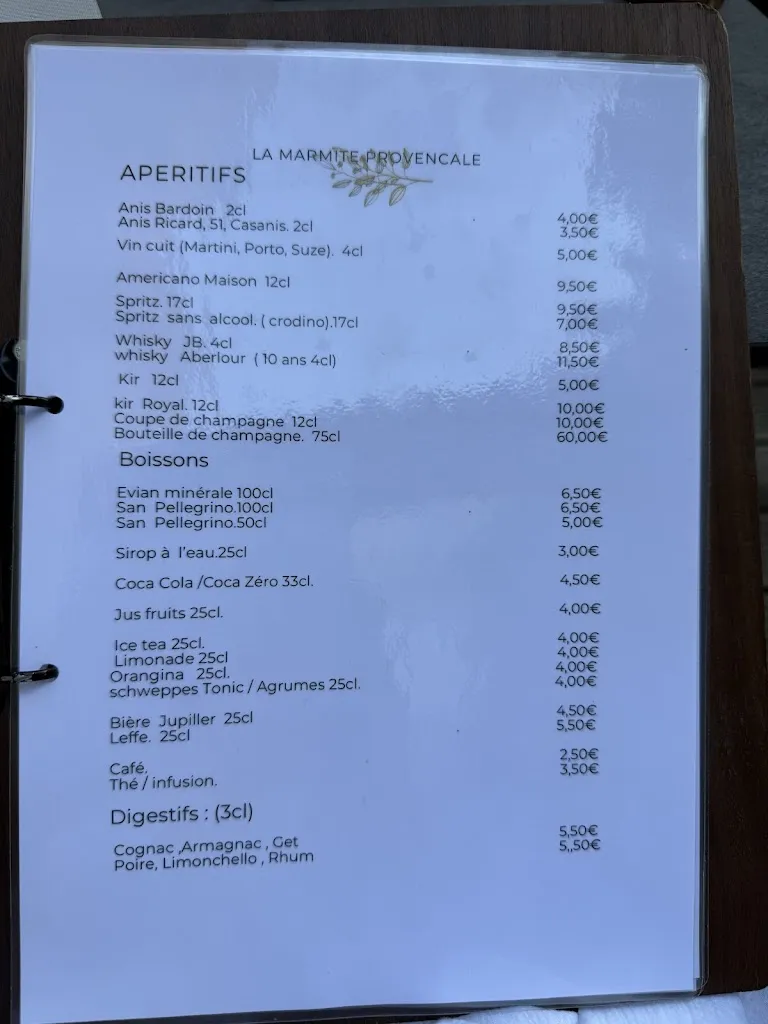 LA MARMITE PROVENCALE
APERITIFS
Anis Bardoin 2cl 4,00€
Anis Ricard, 51, Casanis. 2cl 3,50€
Vin cuit (Martini, Porto, Suze). 4cl 5,00€
Americano Maison 12cl 9,50€
Spritz. 17cl 9,50€
Spritz sans alcool. ( crodino).17cl 7,00€
Whisky JB. 4cl 8,50€
whisky Aberlour ( 10 ans 4cl) 11,50€
Kir 12cl 5,00€
kir Royal. 12cl 10,00€
Coupe de champagne 12cl 10,00€
Bouteille de champagne. 75cl 60,00€
Boissons
Evian minérale 100cl 6,50€
San Pellegrino.100cl 6,50€
San Pellegrino.50cl 5,00€
Sirop à l'eau.25cl 3,00€
Coca Cola /Coca Zéro 33cl. 4,50€
Jus fruits 25cl. 4,00€
Ice tea 25cl. 4,00€
Limonade 25cl 4,00€
Orangina 25cl. 4,00€
schweppes Tonic / Agrumes 25cl. 4,00€
Bière Jupiller 25cl 4,50€
Leffe. 25cl 5,50€
Café. 2,50€
Thé / infusion. 3,50€
Digestifs : (3cl)
Cognac ,Armagnac , Get 5,50€
Poire, Limonchello , Rhum 5,,50€